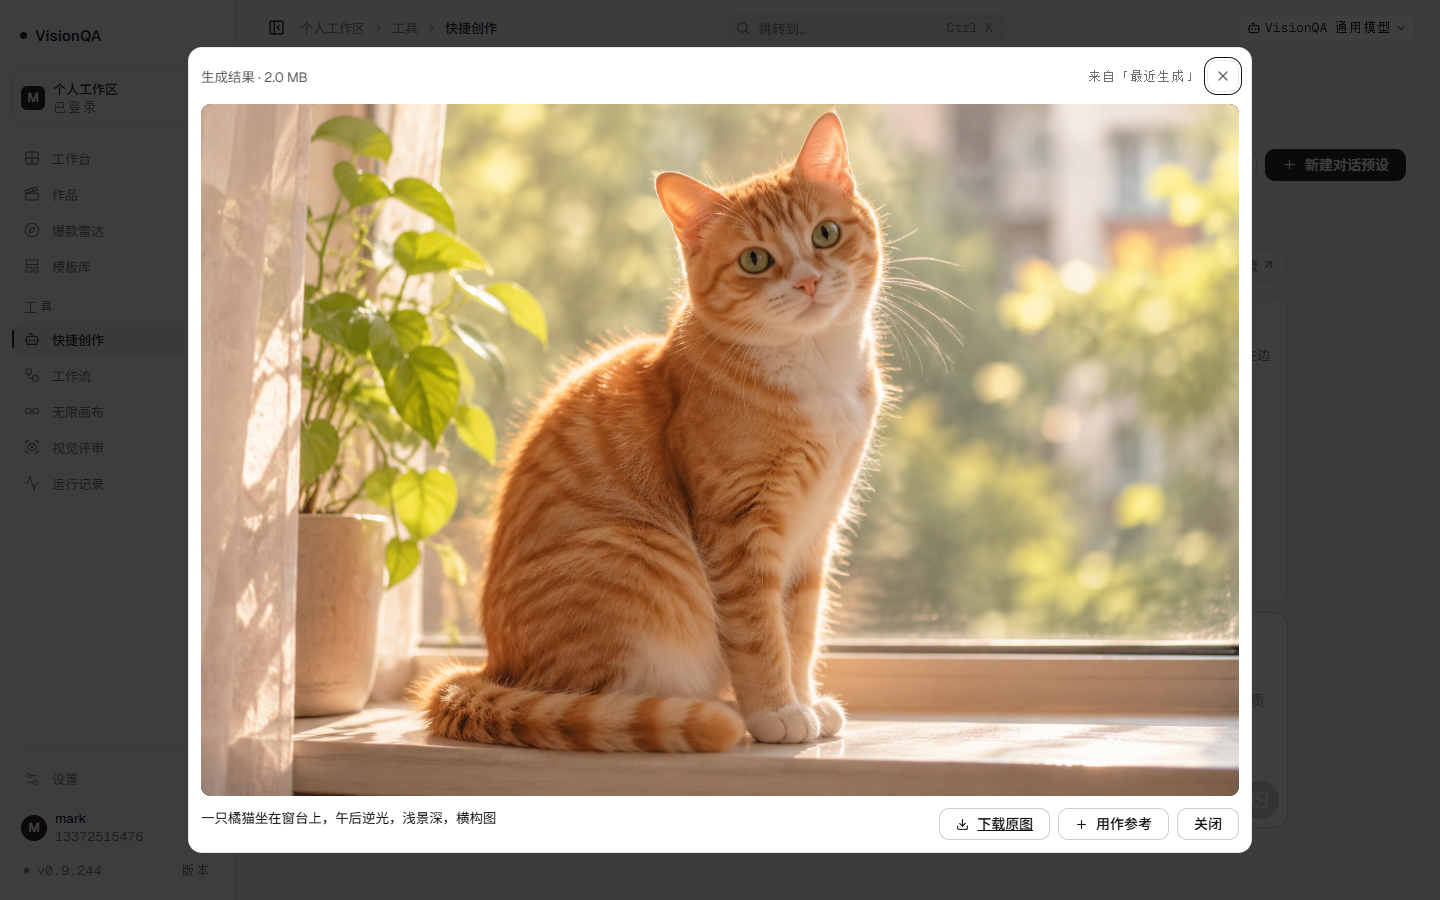 VisionQA
个人工作区 › 工具 › 快捷创作
跳转到...
Ctrl K
VisionQA 通用模型
M
个人工作区
已登录
工作台
作品
爆款雷达
模板库
工具
快捷创作
工作流
无限画布
视觉评审
运行记录
设置
M
mark
13372515476
v0.9.244
版本
+ 新建对话预设
边
质
生成结果 · 2.0 MB
来自「最近生成」
一只橘猫坐在窗台上，午后逆光，浅景深，横构图
下载原图
+ 用作参考
关闭